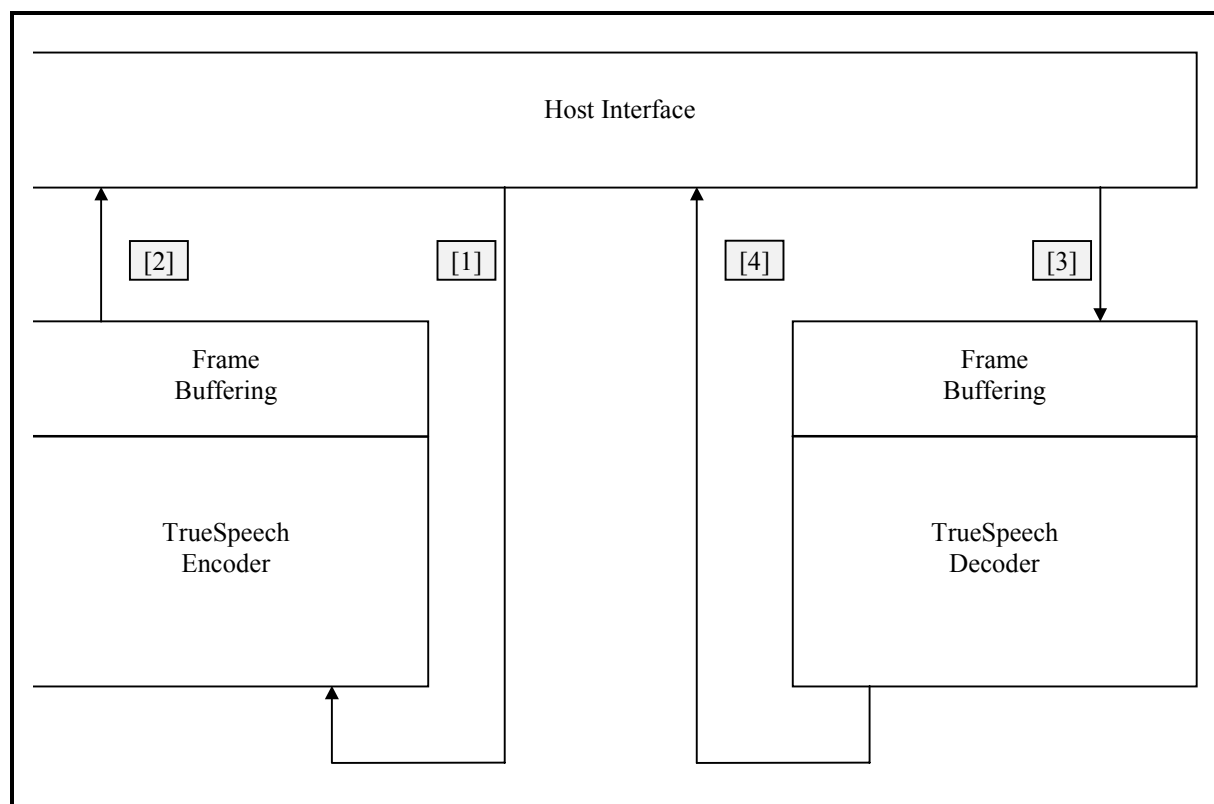 Host Interface
[2]
[1]
[4]
[3]
Frame
Buffering
Frame
Buffering
TrueSpeech
Encoder
TrueSpeech
Decoder